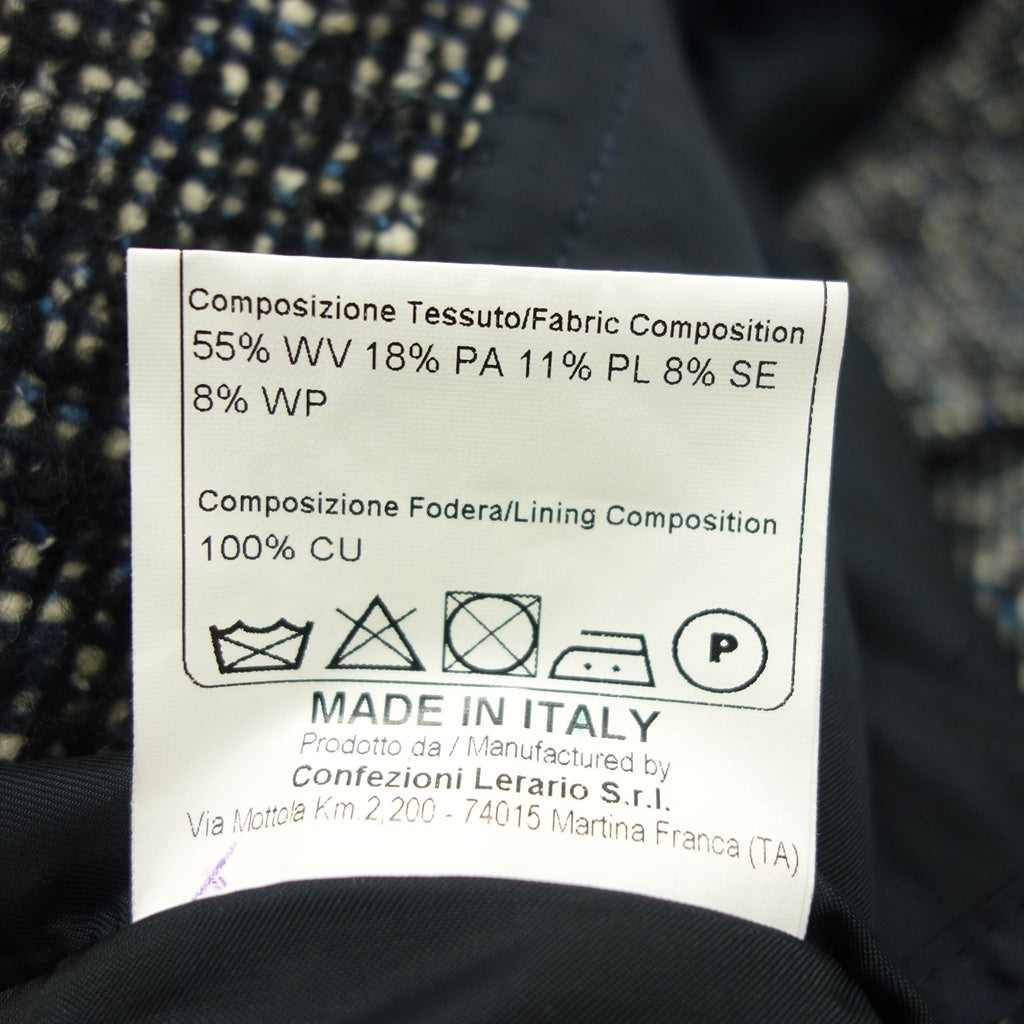 Composizione Tessuto/Fabric Composition
55% WV 18% PA 11% PL 8% SE
8% WP
Composizione Fodera/Lining Composition
100% CU
P
MADE IN ITALY
Prodotto da / Manufactured by
Confezioni Lerario S.r.l.
Via Mottola Km.2,200 - 74015 Martina Franca (TA)